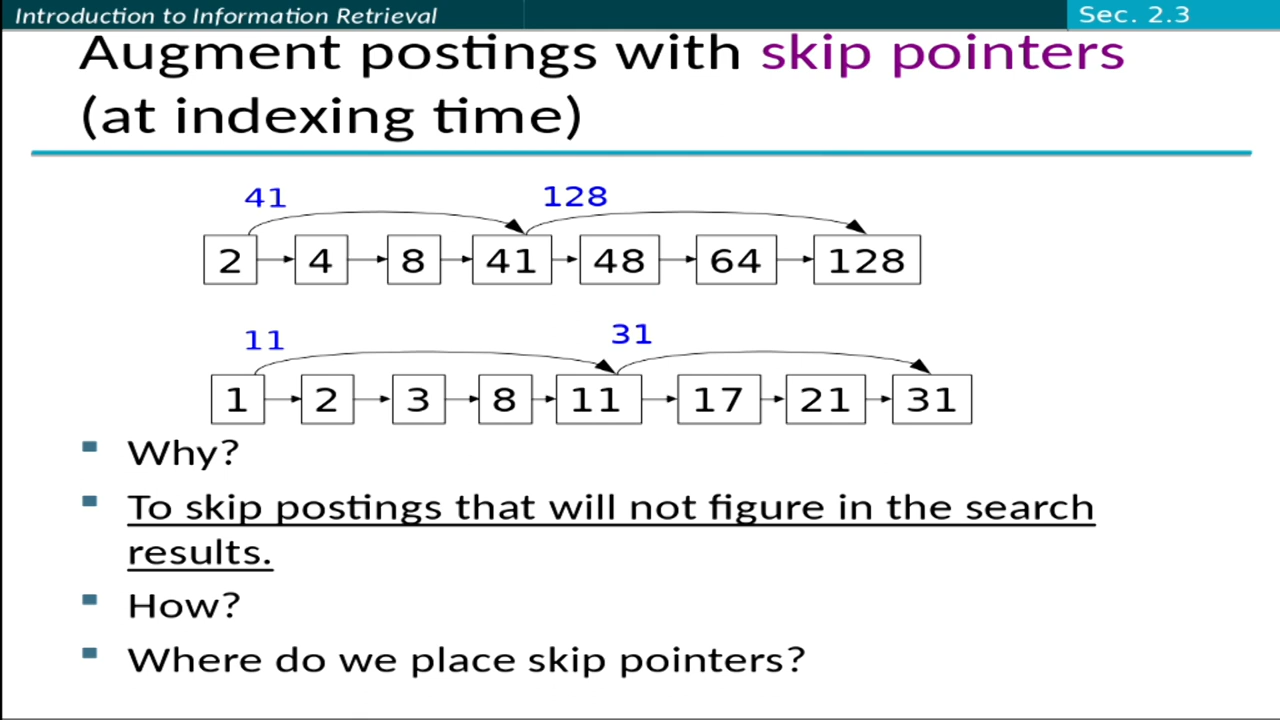 Introduction to Information Retrieval
Sec. 2.3
Augment postings with skip pointers
(at indexing time)
41 128
2 4 8 41 48 64 128
11 31
1 2 3 8 11 17 21 31
Why?
To skip postings that will not figure in the search
results.
How?
Where do we place skip pointers?